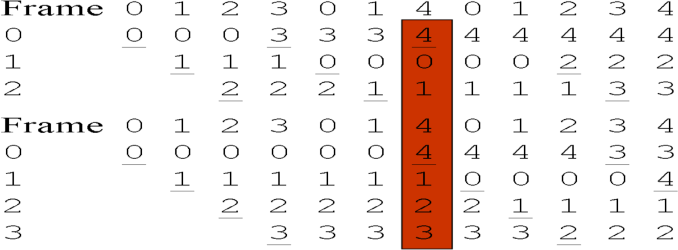 Frame 0 1 2 3 0 1 4 0 1 2 3 4
0 0 0 0 3 3 3 4 4 4 4 4 4
1 1 1 1 0 0 0 0 0 2 2 2
2 2 2 2 1 1 1 1 1 3 3
Frame 0 1 2 3 0 1 4 0 1 2 3 4
0 0 0 0 0 0 0 4 4 4 4 3 3
1 1 1 1 1 1 1 0 0 0 0 4
2 2 2 2 2 2 2 1 1 1 1
3 3 3 3 3 3 3 2 2 2